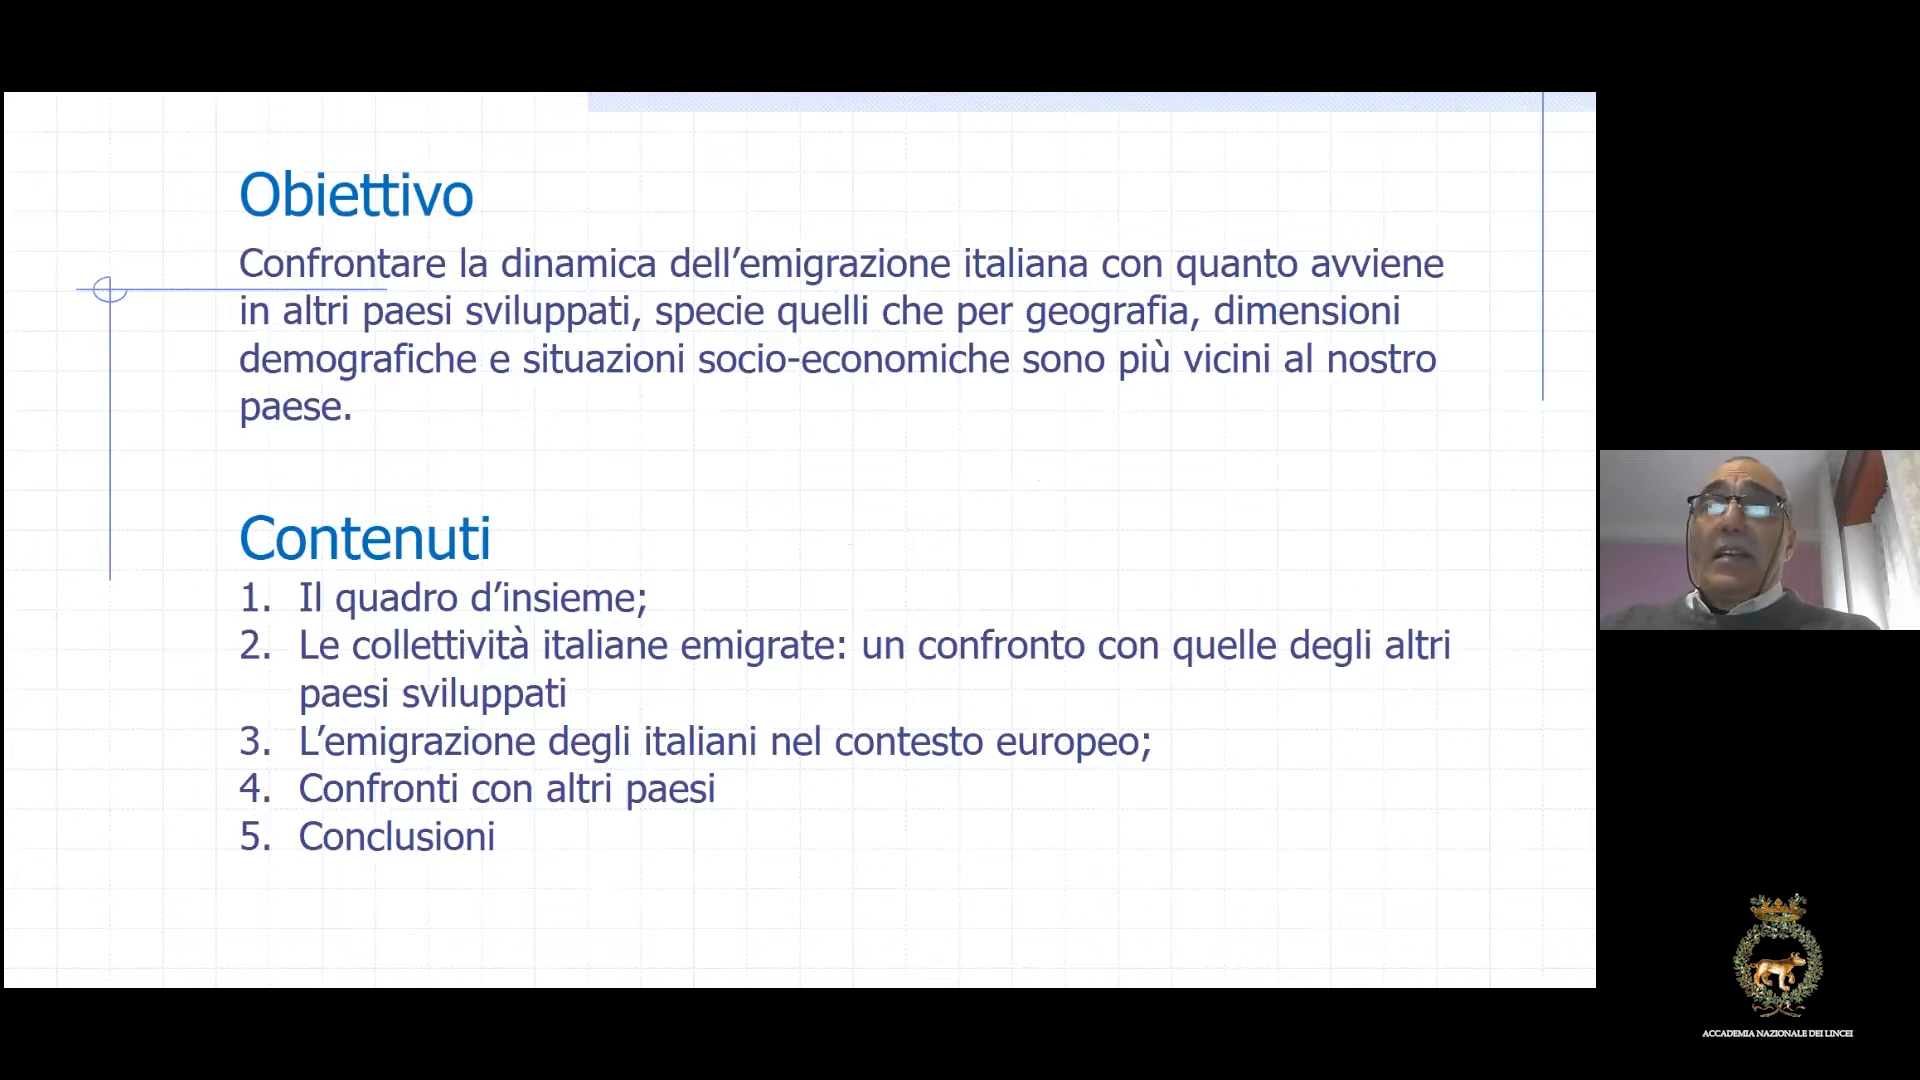 Obiettivo
Confrontare la dinamica dell’emigrazione italiana con quanto avviene
in altri paesi sviluppati, specie quelli che per geografia, dimensioni
demografiche e situazioni socio-economiche sono più vicini al nostro
paese.
Contenuti
1. Il quadro d’insieme;
2. Le collettività italiane emigrate: un confronto con quelle degli altri
paesi sviluppati
3. L’emigrazione degli italiani nel contesto europeo;
4. Confronti con altri paesi
5. Conclusioni
ACCADEMIA NAZIONALE DEI LINCEI